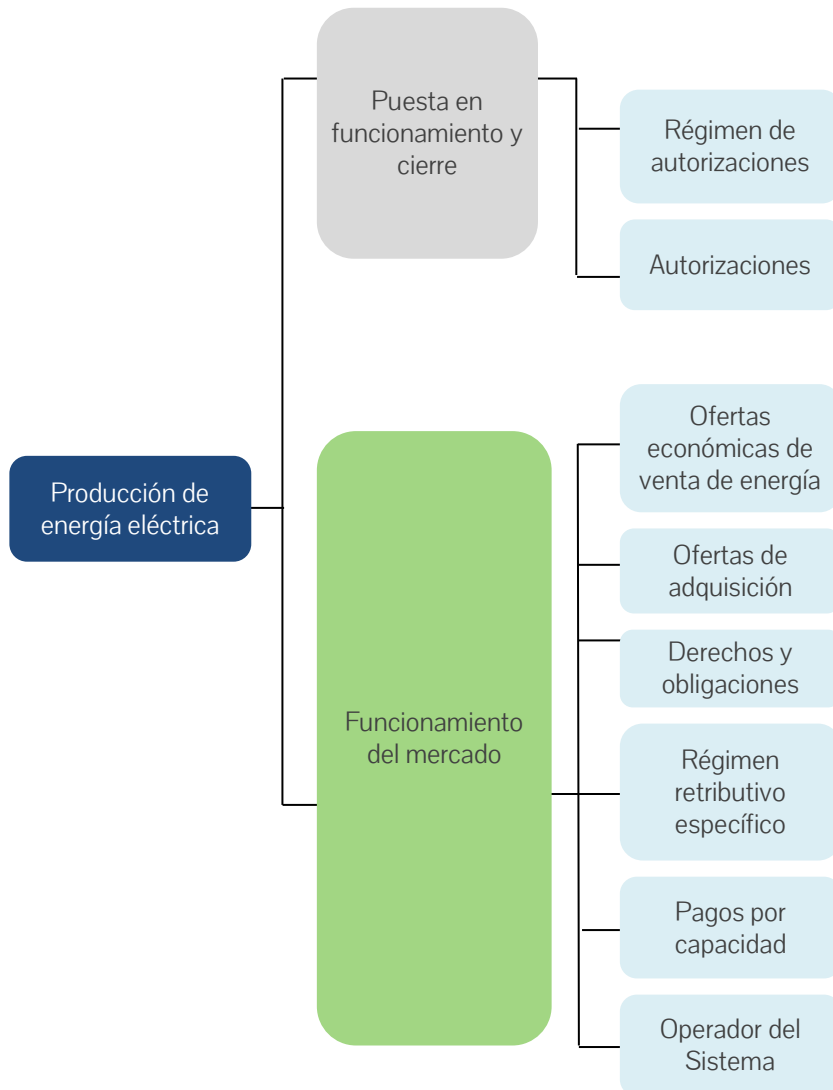 Puesta en
funcionamiento y
cierre
Régimen de
autorizaciones
Autorizaciones
Producción de
energía eléctrica
Funcionamiento
del mercado
Ofertas
económicas de
venta de energía
Ofertas de
adquisición
Derechos y
obligaciones
Régimen
retributivo
específico
Pagos por
capacidad
Operador del
Sistema